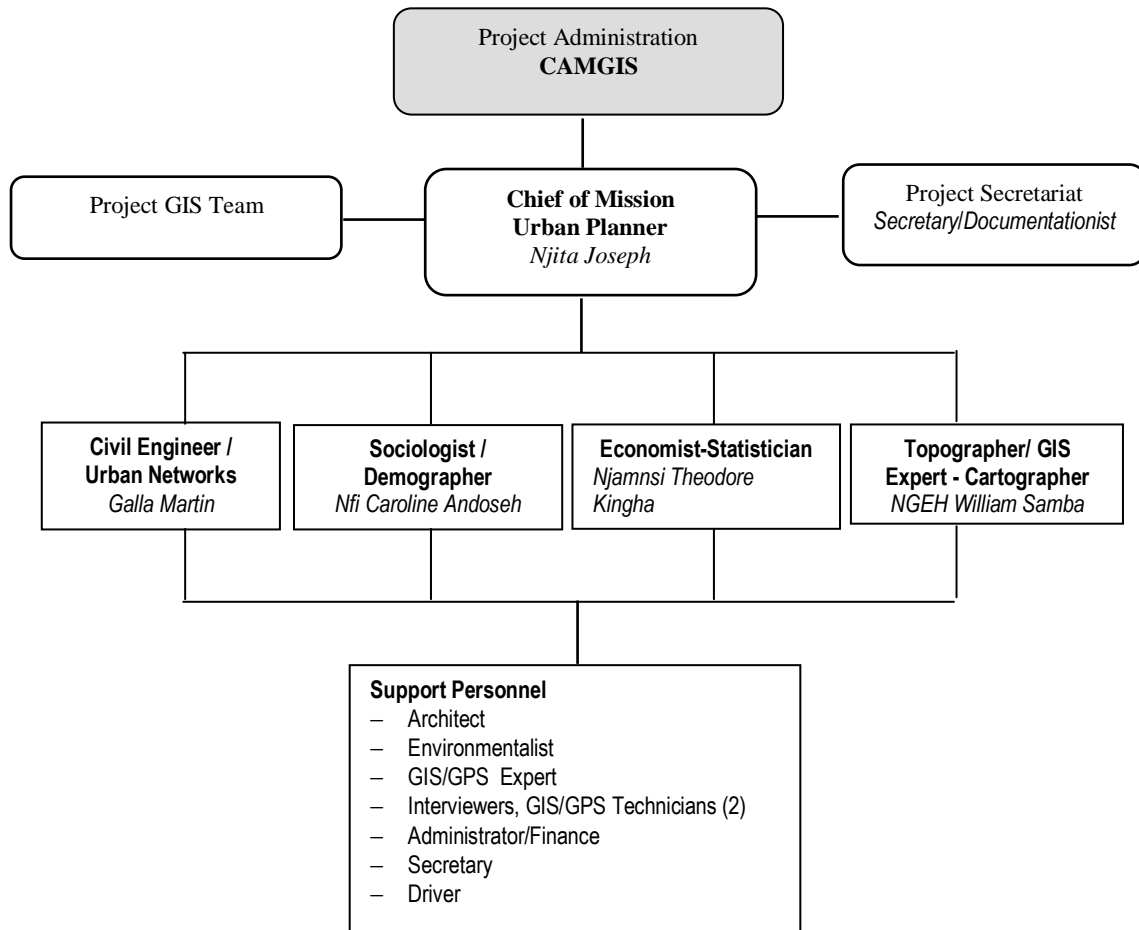 Project Administration
CAMGIS
Project GIS Team
Chief of Mission
Urban Planner
Njita Joseph
Project Secretariat
Secretary/Documentationist
Civil Engineer /
Urban Networks
Galla Martin
Sociologist /
Demographer
Nfi Caroline Andoseh
Economist-Statistician
Njamnsi Theodore
Kingha
Topographer/ GIS
Expert - Cartographer
NGEH William Samba
Support Personnel
– Architect
– Environmentalist
– GIS/GPS Expert
– Interviewers, GIS/GPS Technicians (2)
– Administrator/Finance
– Secretary
– Driver